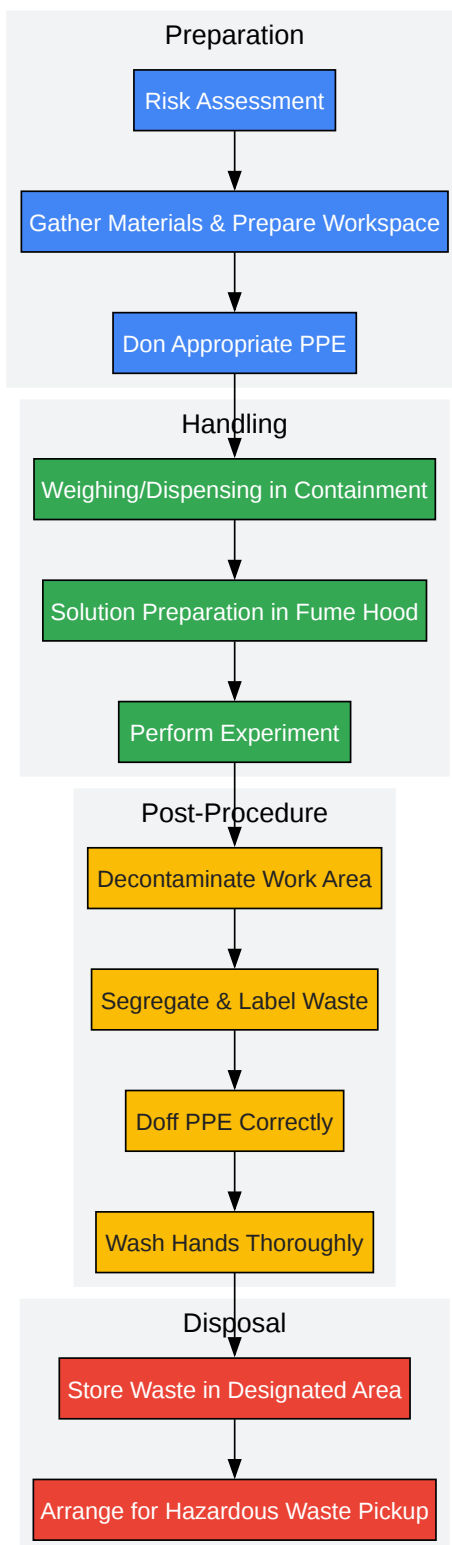 Preparation
Risk Assessment
Gather Materials & Prepare Workspace
Don Appropriate PPE
Handling
Weighing/Dispensing in Containment
Solution Preparation in Fume Hood
Perform Experiment
Post-Procedure
Decontaminate Work Area
Segregate & Label Waste
Doff PPE Correctly
Wash Hands Thoroughly
Disposal
Store Waste in Designated Area
Arrange for Hazardous Waste Pickup